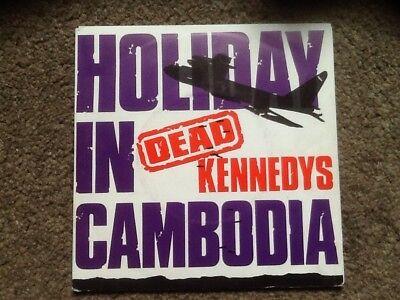 HOLIDAY
IN
DEAD
KENNEDYS
CAMBODIA